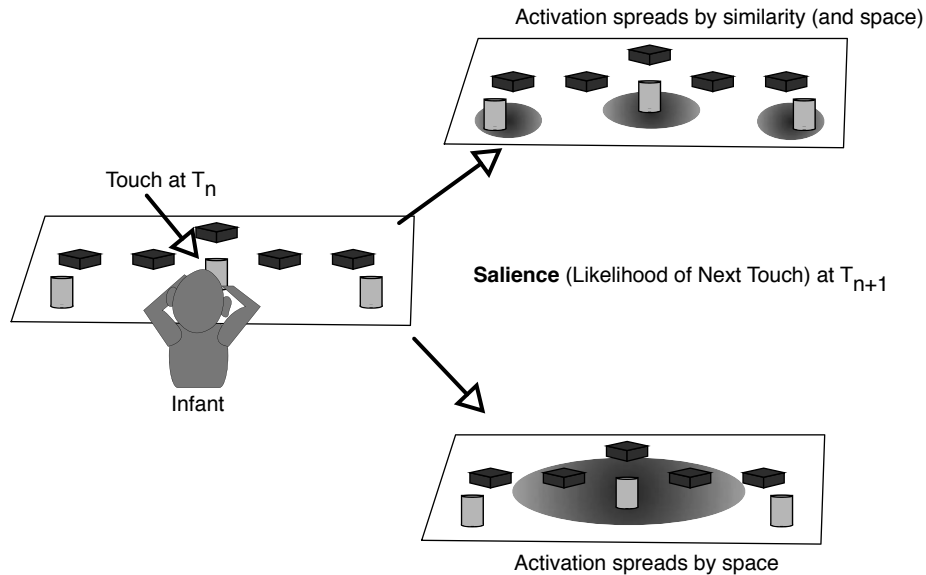 Activation spreads by similarity (and space)
Touch at Tn
Salience (Likelihood of Next Touch) at Tn+1
Infant
Activation spreads by space